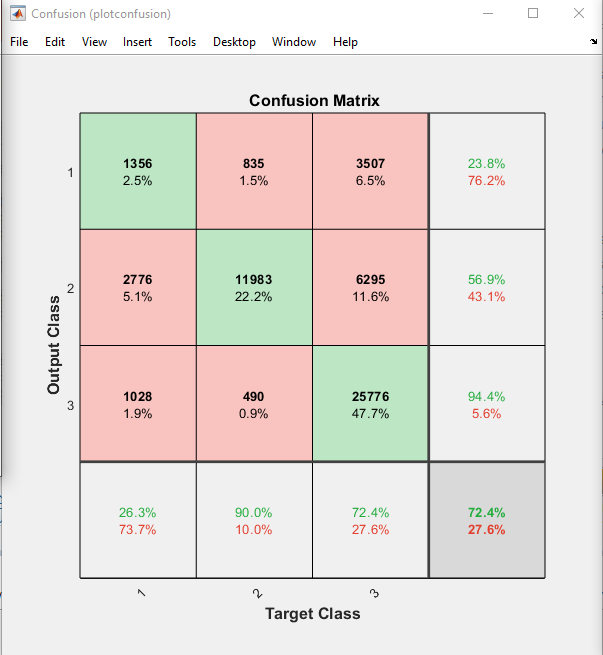 Confusion (plotconfusion)
File Edit View Insert Tools Desktop Window Help
Confusion Matrix
1 1356 835 3507 23.8%
2.5% 1.5% 6.5% 76.2%
2 2776 11983 6295 56.9%
5.1% 22.2% 11.6% 43.1%
3 1028 490 25776 94.4%
1.9% 0.9% 47.7% 5.6%
26.3% 90.0% 72.4% 72.4%
73.7% 10.0% 27.6% 27.6%
1 2 3
Target Class
Output Class